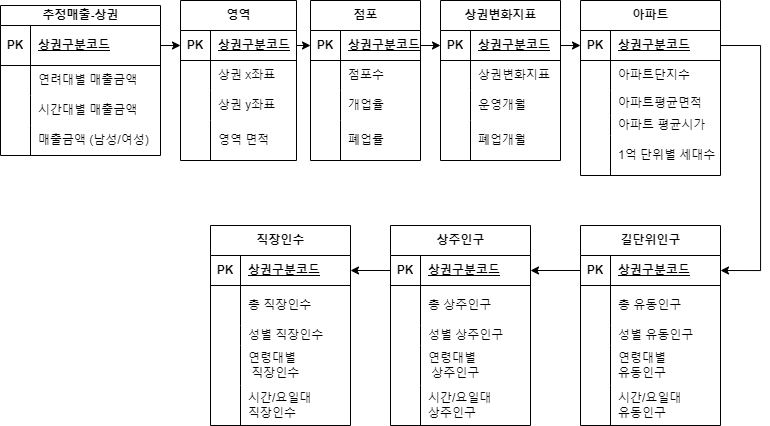 추정매출-상권
PK 상권구분코드
연려대별 매출금액
시간대별 매출금액
매출금액 (남성/여성)
영역
PK 상권구분코드
상권 x좌표
상권 y좌표
영역 면적
점포
PK 상권구분코드
점포수
개업률
폐업률
상권변화지표
PK 상권구분코드
상권변화지표
운영개월
폐업개월
아파트
PK 상권구분코드
아파트단지수
아파트평균면적
아파트 평균시가
1억 단위별 세대수
직장인수
PK 상권구분코드
총 직장인수
성별 직장인수
연령대별
직장인수
시간/요일대
직장인수
상주인구
PK 상권구분코드
총 상주인구
성별 상주인구
연령대별
상주인구
시간/요일대
상주인구
길단위인구
PK 상권구분코드
총 유동인구
성별 유동인구
연령대별
유동인구
시간/요일대
유동인구